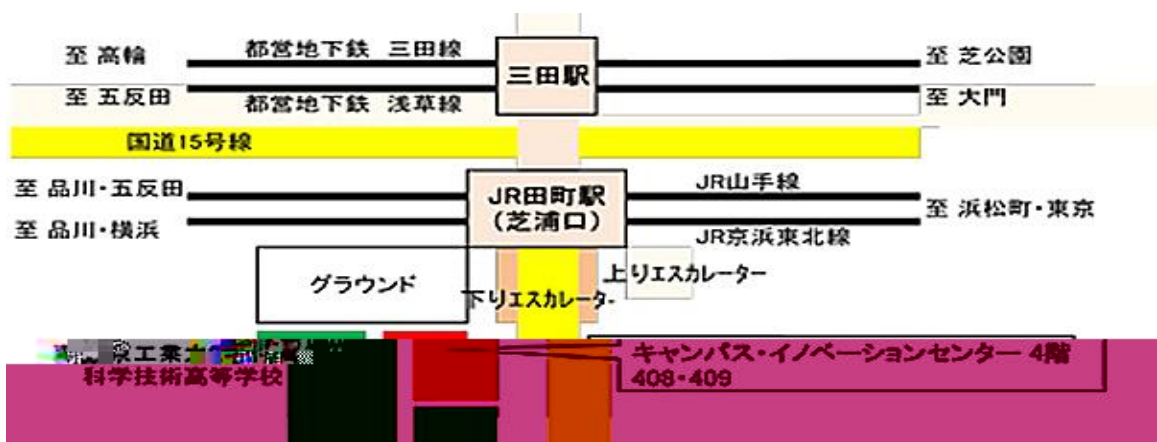 至 高輪
都営地下鉄 三田線
三田駅
至 芝公園
至 五反田
都営地下鉄 浅草線
至 大門
国道15号線
至 品川・五反田
JR田町駅
(芝浦口)
JR山手線
至 浜松町・東京
至 品川・横浜
JR京浜東北線
グラウンド
下りエスカレーター
上りエスカレーター
京工業大学
科学技術高等学校
キャンパス・イノベーションセンター 4階
408・409